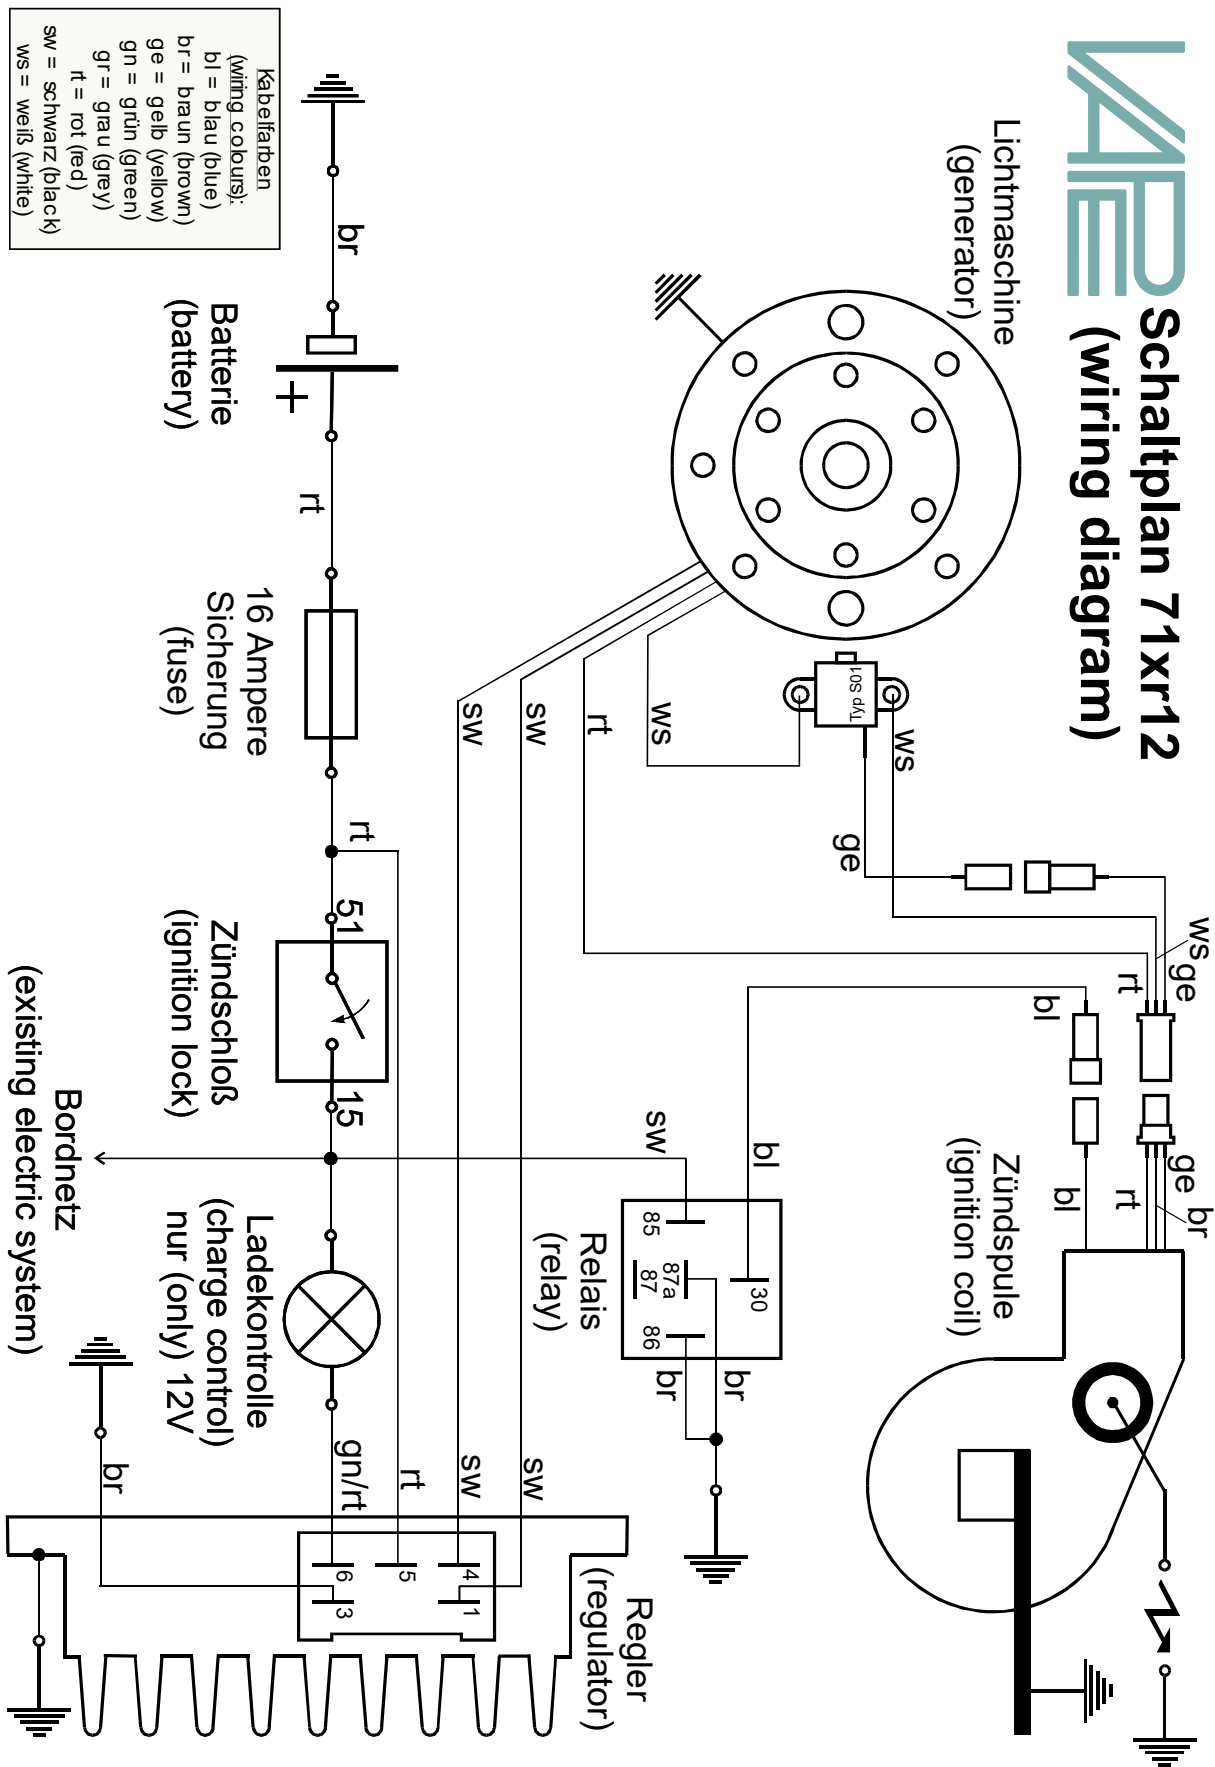 VAPE
Schaltplan 71xr12
(wiring diagram)
Lichtmaschine
(generator)
Typ S01
ws
ws
ge
ws
ge
rt
bl
ge
br
rt
bl
Zündspule
(ignition coil)
rt
sw
sw
bl
sw
85
87a
87
86
30
Relais
(relay)
br
br
br
Batterie
(battery)
+
rt
16 Ampere
Sicherung
(fuse)
rt
51
15
Zündschloß
(ignition lock)
Bordnetz
(existing electric system)
Ladekontrolle
(charge control)
nur (only) 12V
gn/rt
rt
sw
sw
br
4
1
5
6
3
Regler
(regulator)
Kabelfarben
(wiring colours):
bl = blau (blue)
br = braun (brown)
ge = gelb (yellow)
gn = grün (green)
gr = grau (grey)
rt = rot (red)
sw = schwarz (black)
ws = weiß (white)